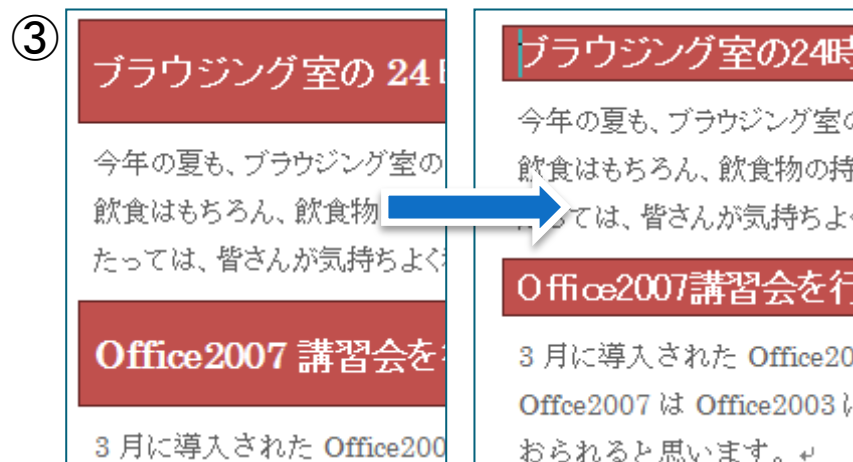 ③
ブラウジング室の 24
今年の夏も、ブラウジング室の
飲食はもちろん、飲食物
たっては、皆さんが気持ちよく
Office2007 講習会を
3 月に導入された Office200
ブラウジング室の24時
今年の夏も、ブラウジング室の
飲食はもちろん、飲食物の持
ては、皆さんが気持ちよ
Office2007講習会を行
3 月に導入された Office20
Offce2007 は Office2003 に
おられると思います。↵